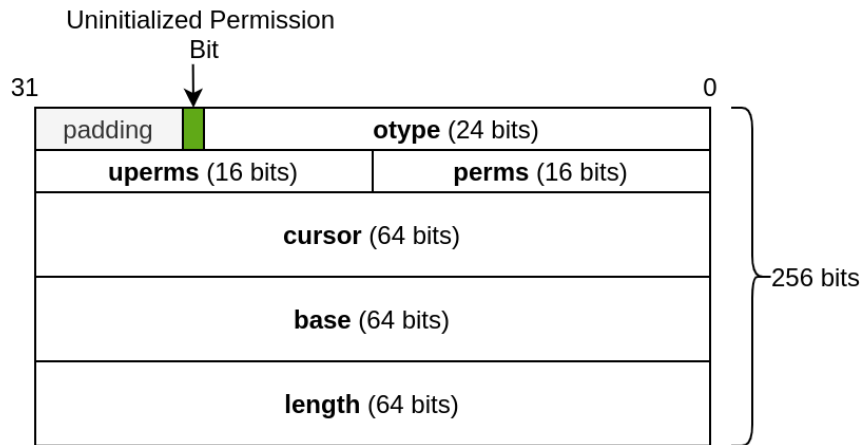 Uninitialized Permission
Bit
31
0
padding
otype (24 bits)
uperms (16 bits)
perms (16 bits)
cursor (64 bits)
256 bits
base (64 bits)
length (64 bits)